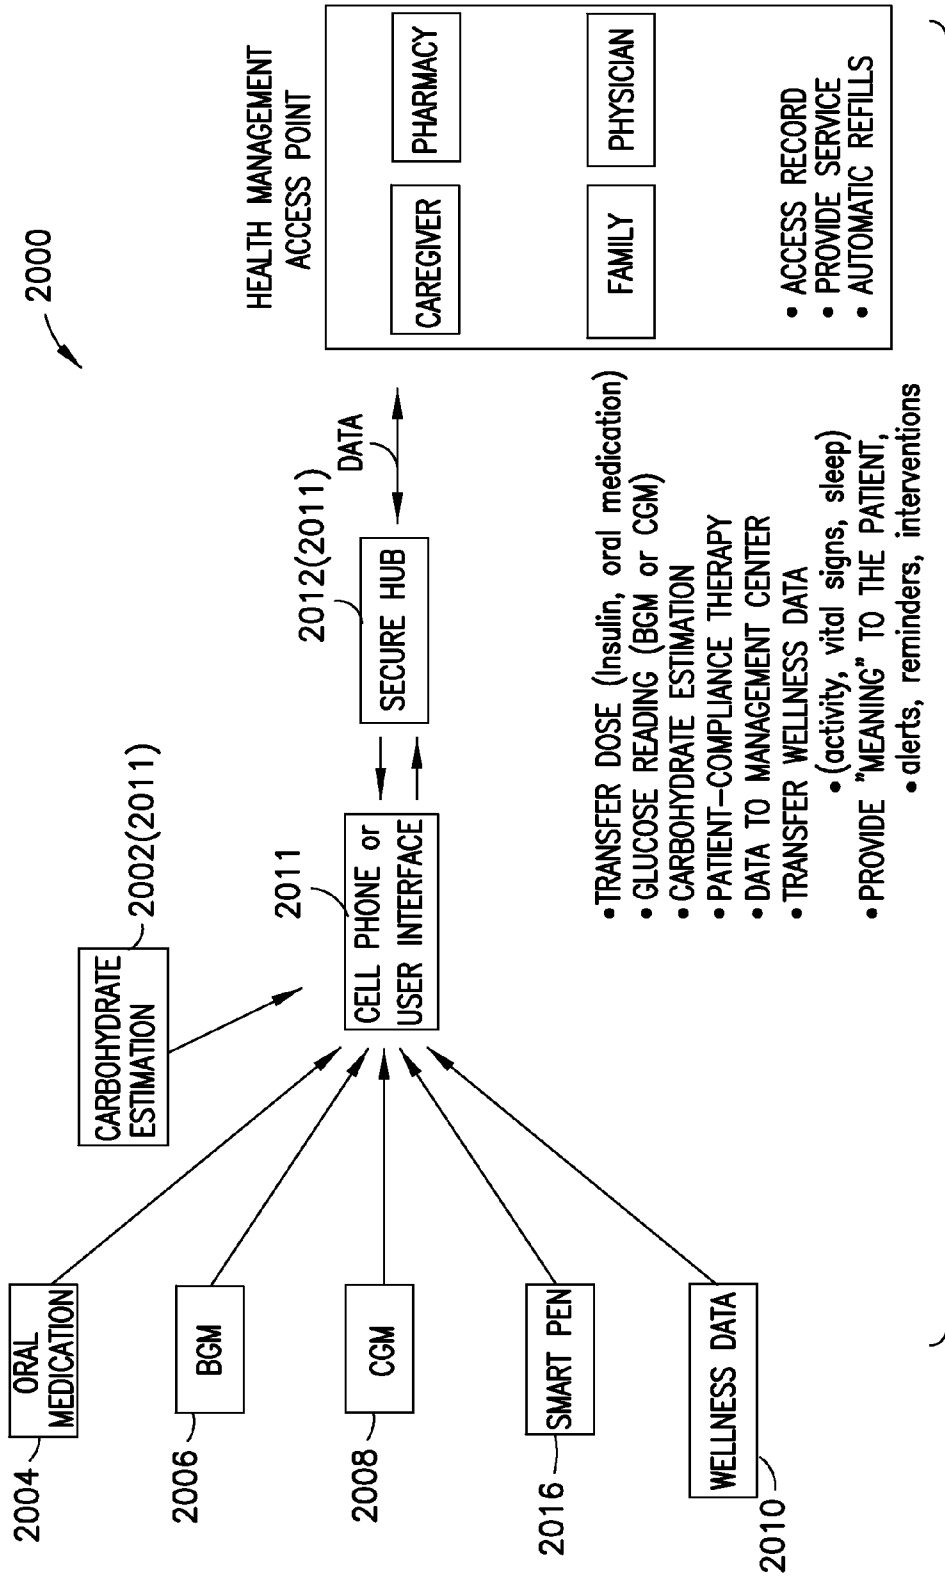 2000
2004
ORAL
MEDICATION
2006
BGM
2008
CGM
2016
SMART PEN
2010
WELLNESS DATA
CARBOHYDRATE
ESTIMATION
2002(2011)
2011
CELL PHONE or
USER INTERFACE
2012(2011)
SECURE HUB
DATA
HEALTH MANAGEMENT
ACCESS POINT
CAREGIVER
PHARMACY
FAMILY
PHYSICIAN
• ACCESS RECORD
• PROVIDE SERVICE
• AUTOMATIC REFILLS
• TRANSFER DOSE (Insulin, oral medication)
• GLUCOSE READING (BGM or CGM)
• CARBOHYDRATE ESTIMATION
• PATIENT-COMPLIANCE THERAPY
• DATA TO MANAGEMENT CENTER
• TRANSFER WELLNESS DATA
• (activity, vital signs, sleep)
• PROVIDE "MEANING" TO THE PATIENT,
• alerts, reminders, interventions